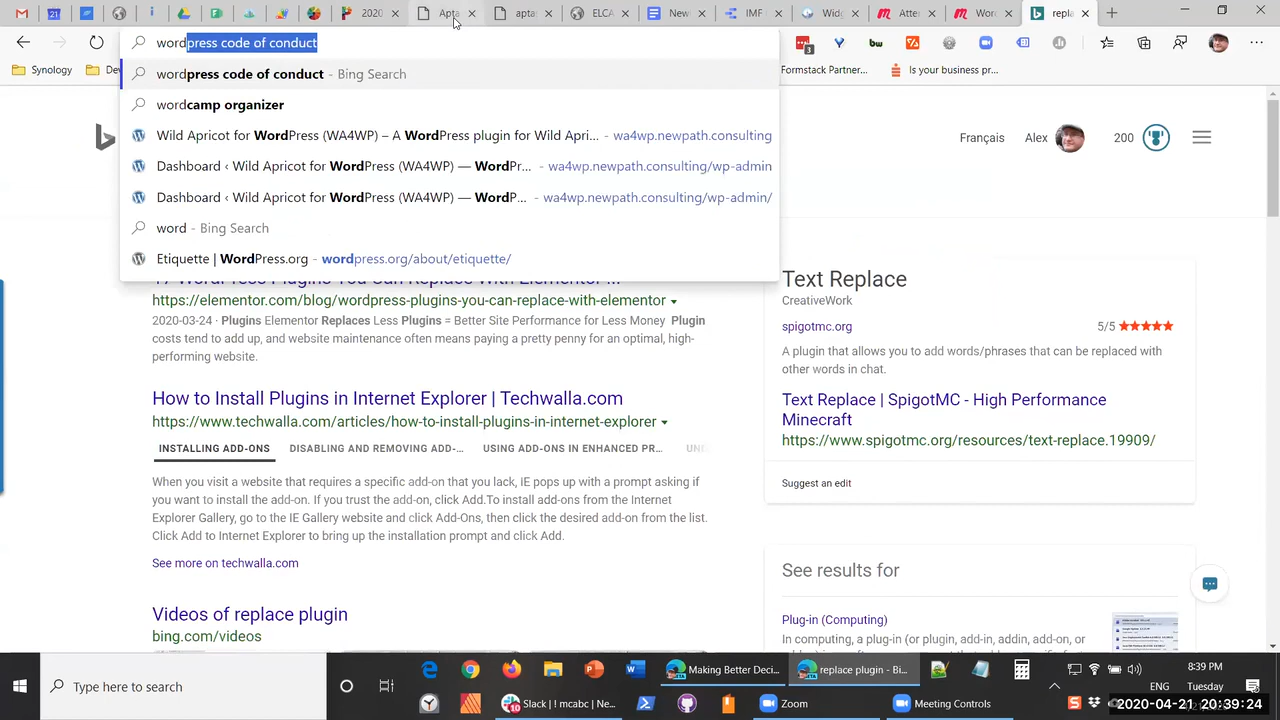 21
2020
Apta
apta
ELCA
New
IMF
Widg
Wart
Word
repla
wordpress code of conduct
wordpress code of conduct - Bing Search
wordcamp organizer
Wild Apricot for WordPress (WA4WP) – A WordPress plugin for Wild Apri... - wa4wp.newpath.consulting
Dashboard ‹ Wild Apricot for WordPress (WA4WP) — WordPr... - wa4wp.newpath.consulting/wp-admin
Dashboard ‹ Wild Apricot for WordPress (WA4WP) — WordP... - wa4wp.newpath.consulting/wp-admin/
word - Bing Search
Etiquette | WordPress.org - wordpress.org/about/etiquette/
3
Synology
Dev
Formstack Partner...
Is your business pr...
Français
Alex
200
17 WordPress Plugins You Can Replace With Elementor ...
https://elementor.com/blog/wordpress-plugins-you-can-replace-with-elementor
2020-03-24 · Plugins Elementor Replaces Less Plugins = Better Site Performance for Less Money Plugin
costs tend to add up, and website maintenance often means paying a pretty penny for an optimal, high-
performing website.
How to Install Plugins in Internet Explorer | Techwalla.com
https://www.techwalla.com/articles/how-to-install-plugins-in-internet-explorer
INSTALLING ADD-ONS
DISABLING AND REMOVING ADD-...
USING ADD-ONS IN ENHANCED PR...
When you visit a website that requires a specific add-on that you lack, IE pops up with a prompt asking if
you want to install the add-on. If you trust the add-on, click Add.To install add-ons from the Internet
Explorer Gallery, go to the IE Gallery website and click Add-Ons, then click the desired add-on from the list.
Click Add to Internet Explorer to bring up the installation prompt and click Add.
See more on techwalla.com
Videos of replace plugin
bing.com/videos
Text Replace
CreativeWork
spigotmc.org
5/5 ★★★★★
A plugin that allows you to add words/phrases that can be replaced with
other words in chat.
Text Replace | SpigotMC - High Performance
Minecraft
https://www.spigotmc.org/resources/text-replace.19909/
Suggest an edit
See results for
Plug-in (Computing)
In computing, a plug-in (or plugin, add-in, addin, add-on, or
Type here to search
Making Better Deci...
replace plugin - Bi...
Slack | ! mcabc | Ne...
10
Zoom
Meeting Controls
ENG
8:39 PM
Tuesday
2020-04-21 20:39:24